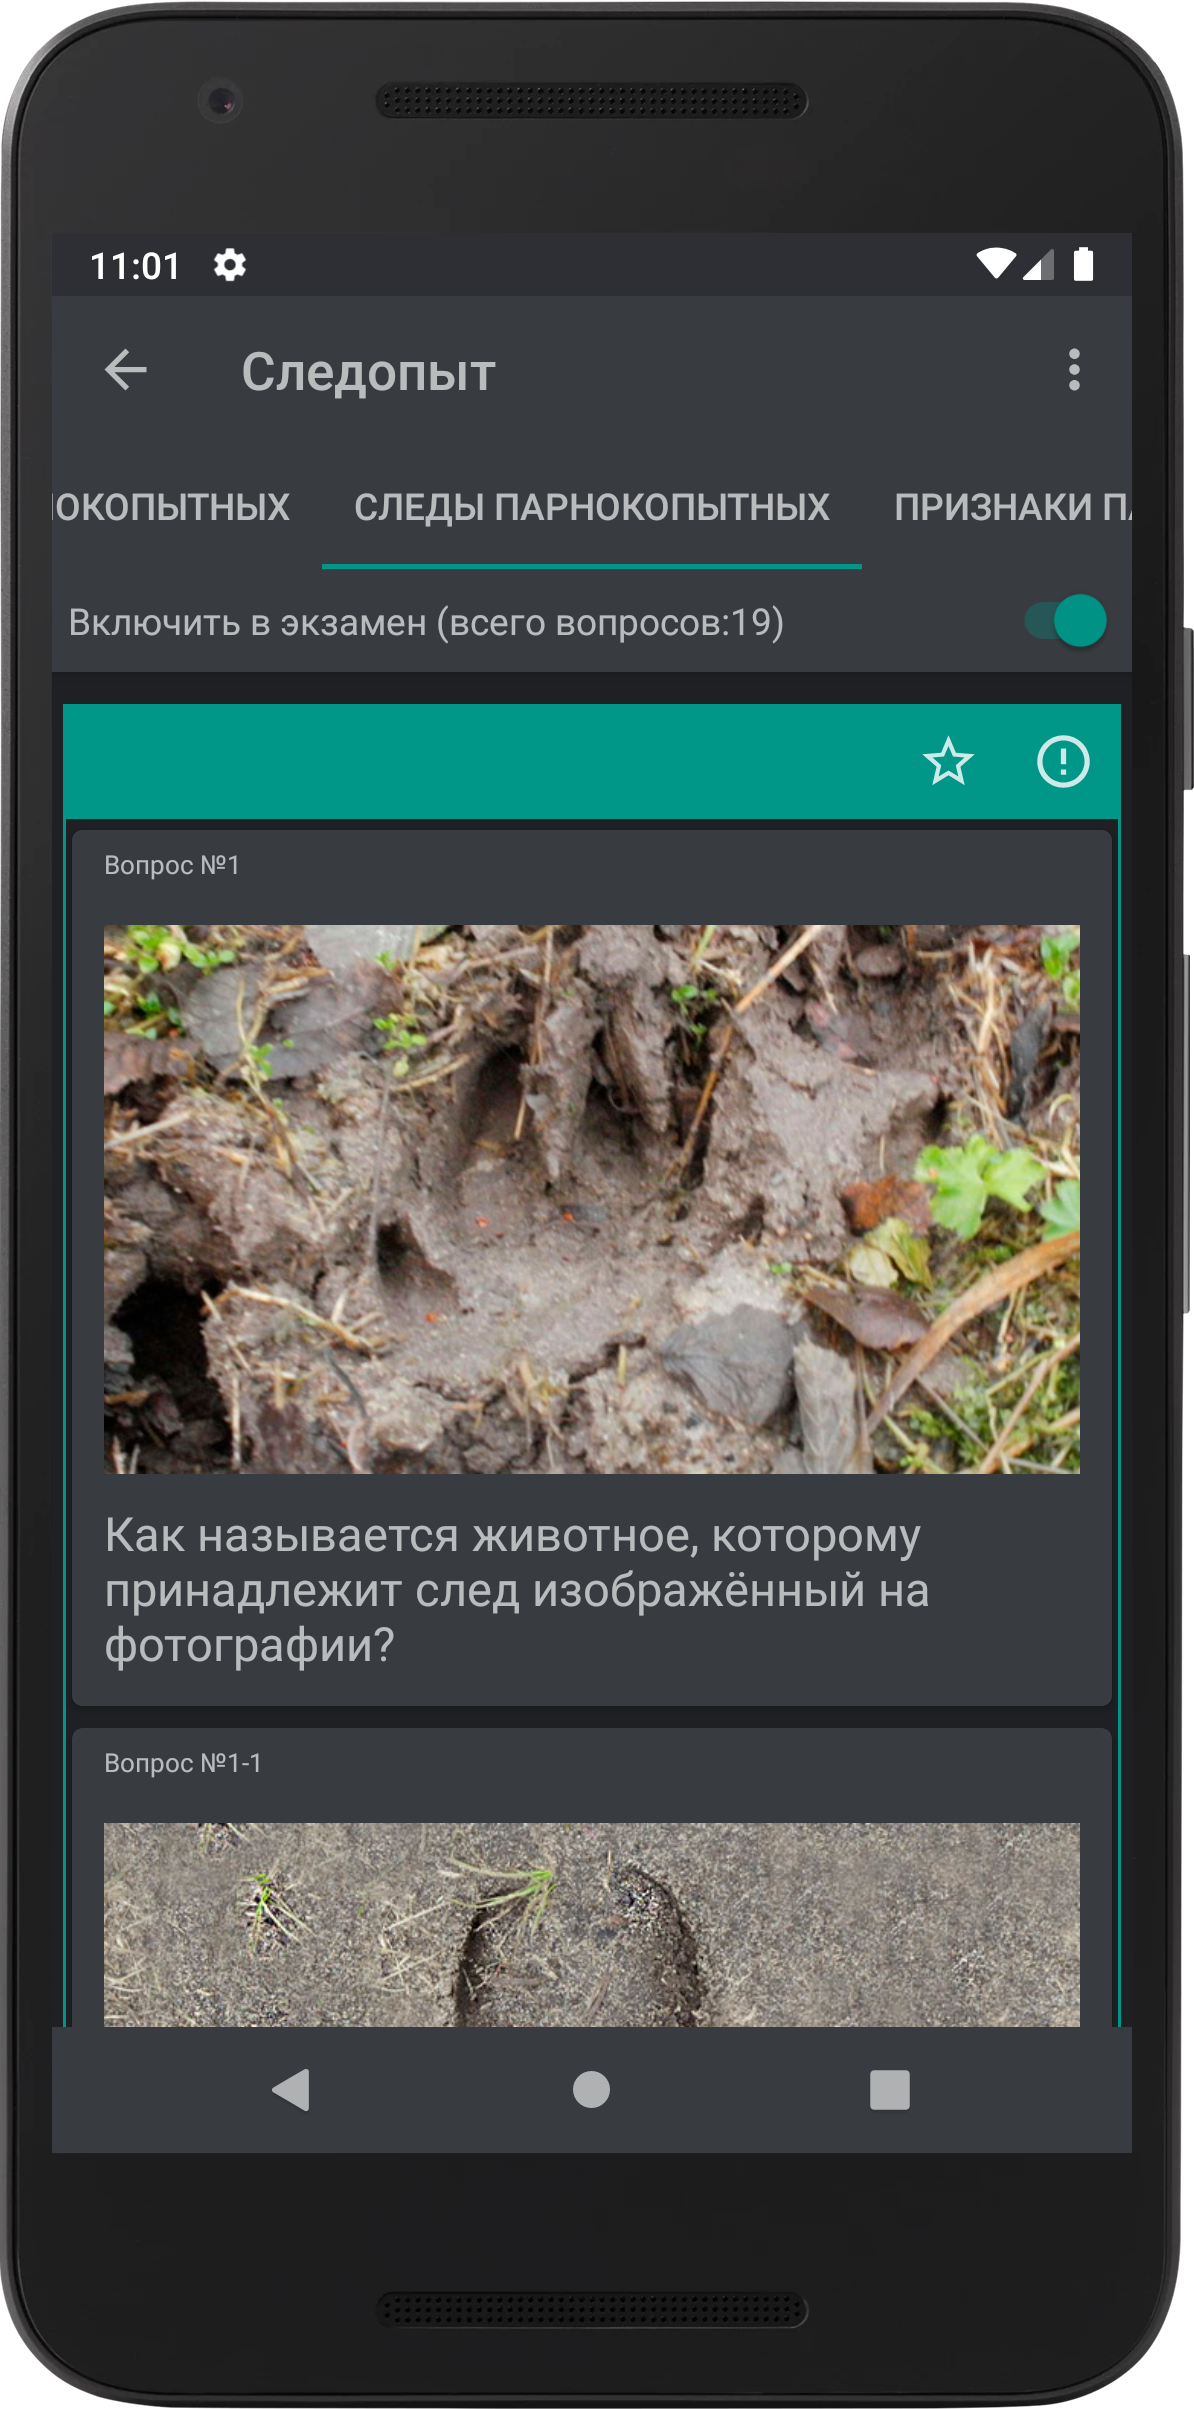 11:01
Следопыт
ОКОПЫТНЫХ
СЛЕДЫ ПАРНОКОПЫТНЫХ
ПРИЗНАКИ П
Включить в экзамен (всего вопросов:19)
Вопрос №1
Как называется животное, которому
принадлежит след изображённый на
фотографии?
Вопрос №1-1